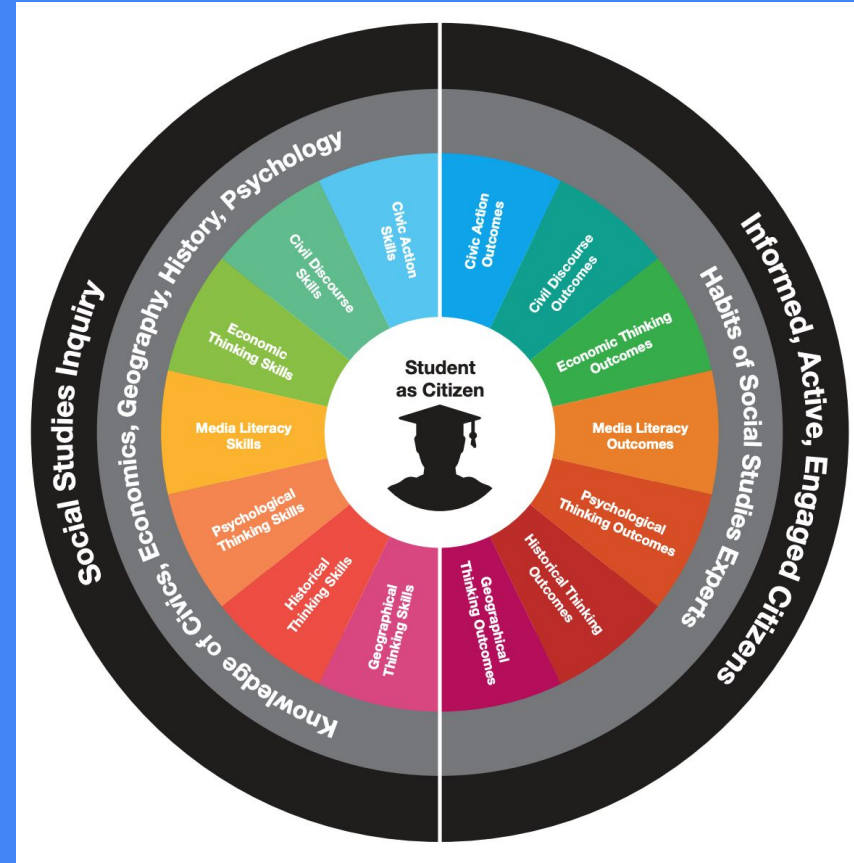 Social Studies Inquiry
Knowledge of Civics, Economics, Geography, History, Psychology
Civic Action
Skills
Civil Discourse
Skills
Economic
Thinking Skills
Media Literacy
Skills
Psychological
Thinking Skills
Historical
Thinking Skills
Geographical
Thinking Skills
Student
as Citizen
Civic Action
Outcomes
Civil Discourse
Outcomes
Economic Thinking
Outcomes
Media Literacy
Outcomes
Psychological
Thinking Outcomes
Historical Thinking
Outcomes
Geographical
Thinking Outcomes
Habits of Social Studies Experts
Informed, Active, Engaged Citizens